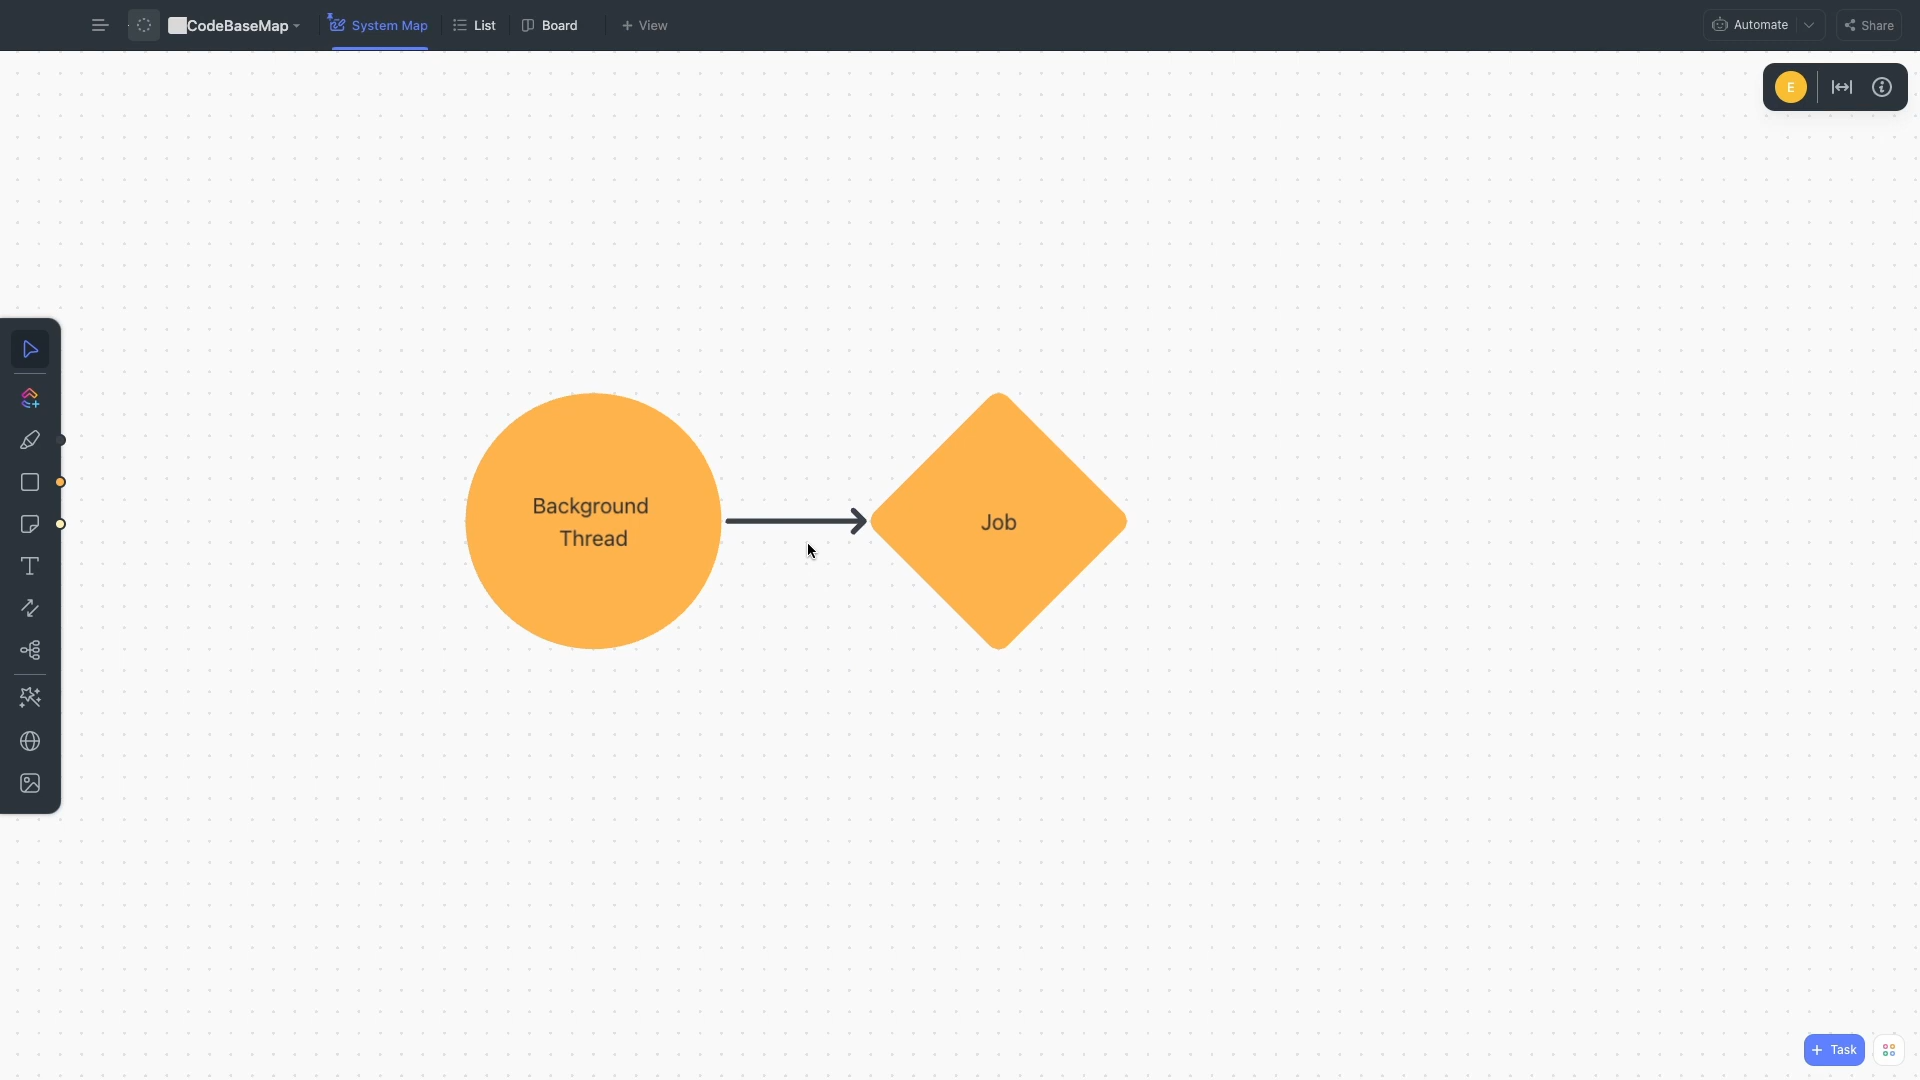 CodeBaseMap
System Map
List
Board
+ View
Automate
Share
E
Background
Thread
Job
+ Task